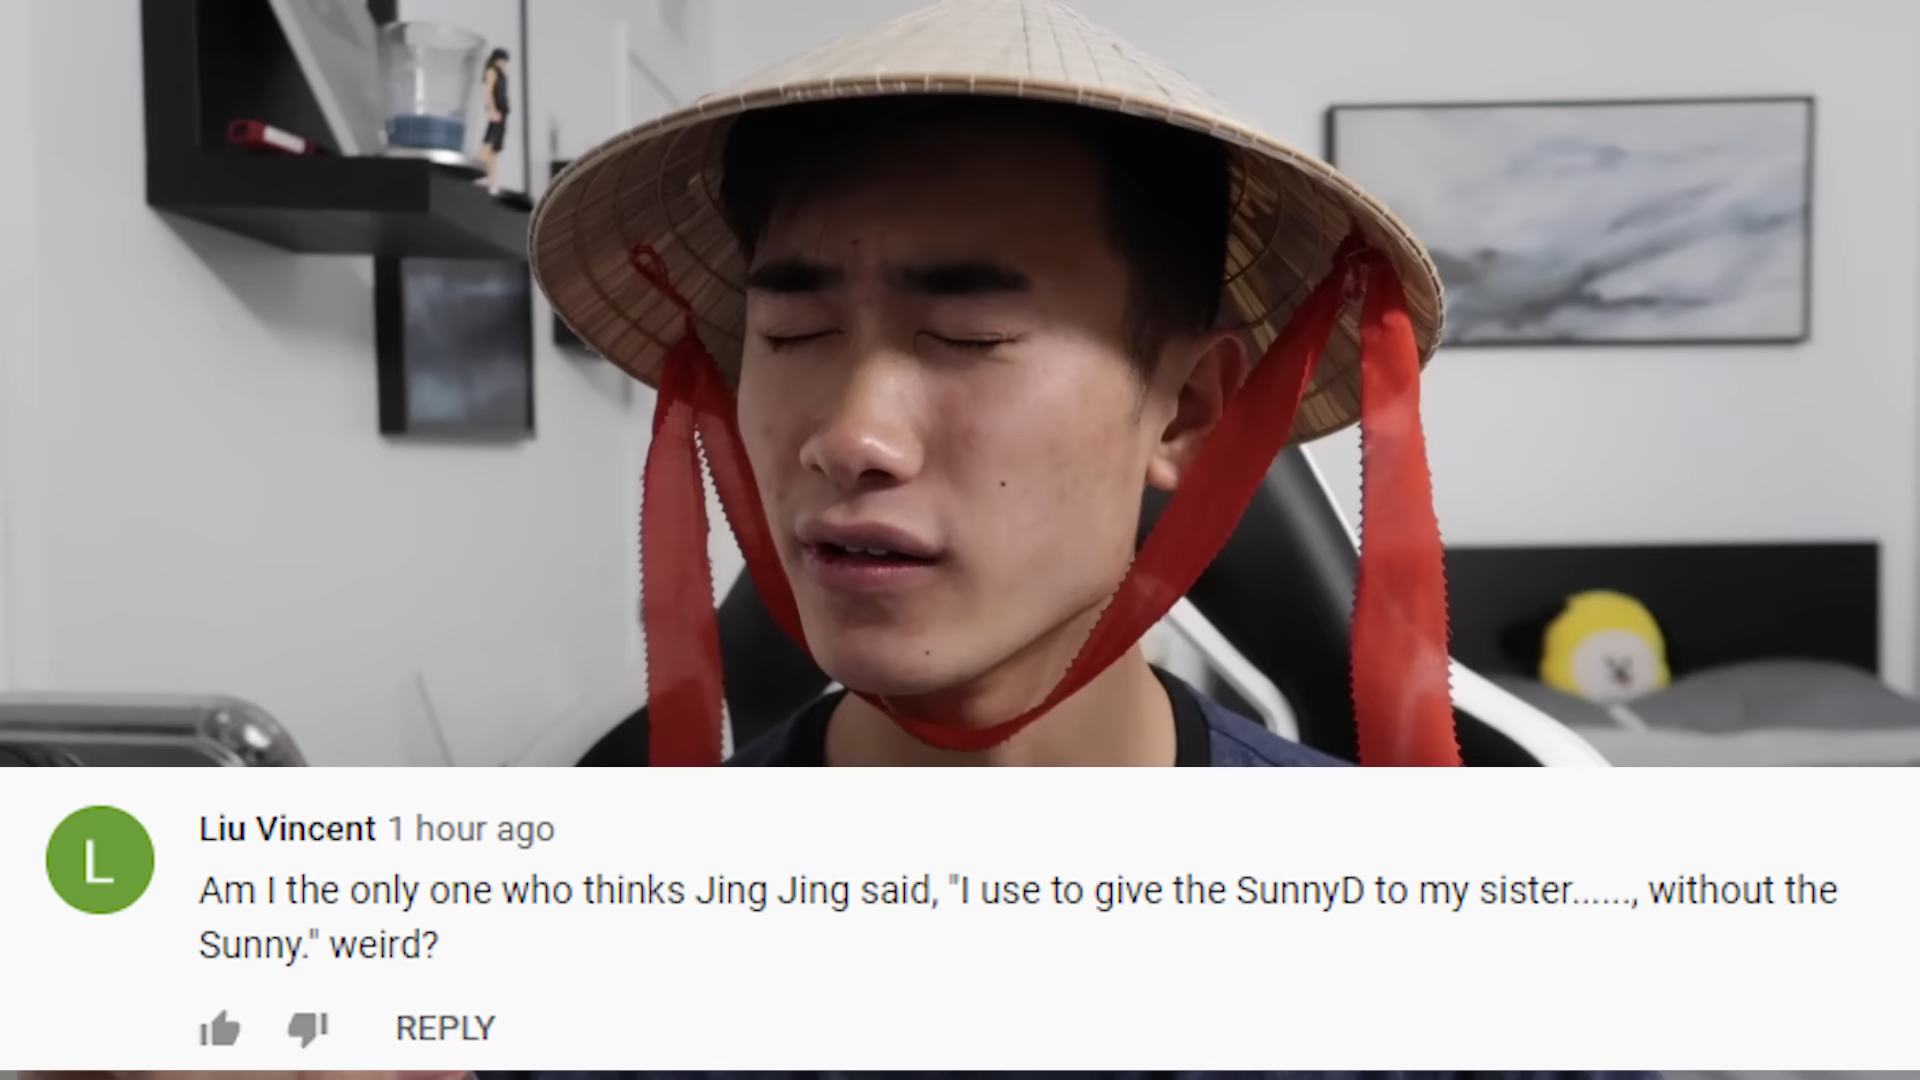 L
Liu Vincent 1 hour ago
Am I the only one who thinks Jing Jing said, "I use to give the SunnyD to my sister......, without the
Sunny." weird?
REPLY